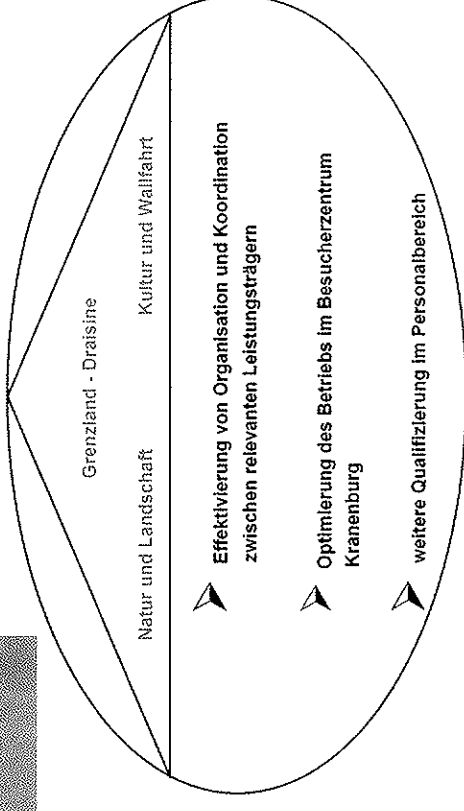 Grenzland - Draisine
Natur und Landschaft
Kultur und Wallfahrt
Effektivierung von Organisation und Koordination
zwischen relevanten Leistungsträgern
Optimierung des Betriebs im Besucherzentrum
Kranenburg
weitere Qualifizierung im Personalbereich